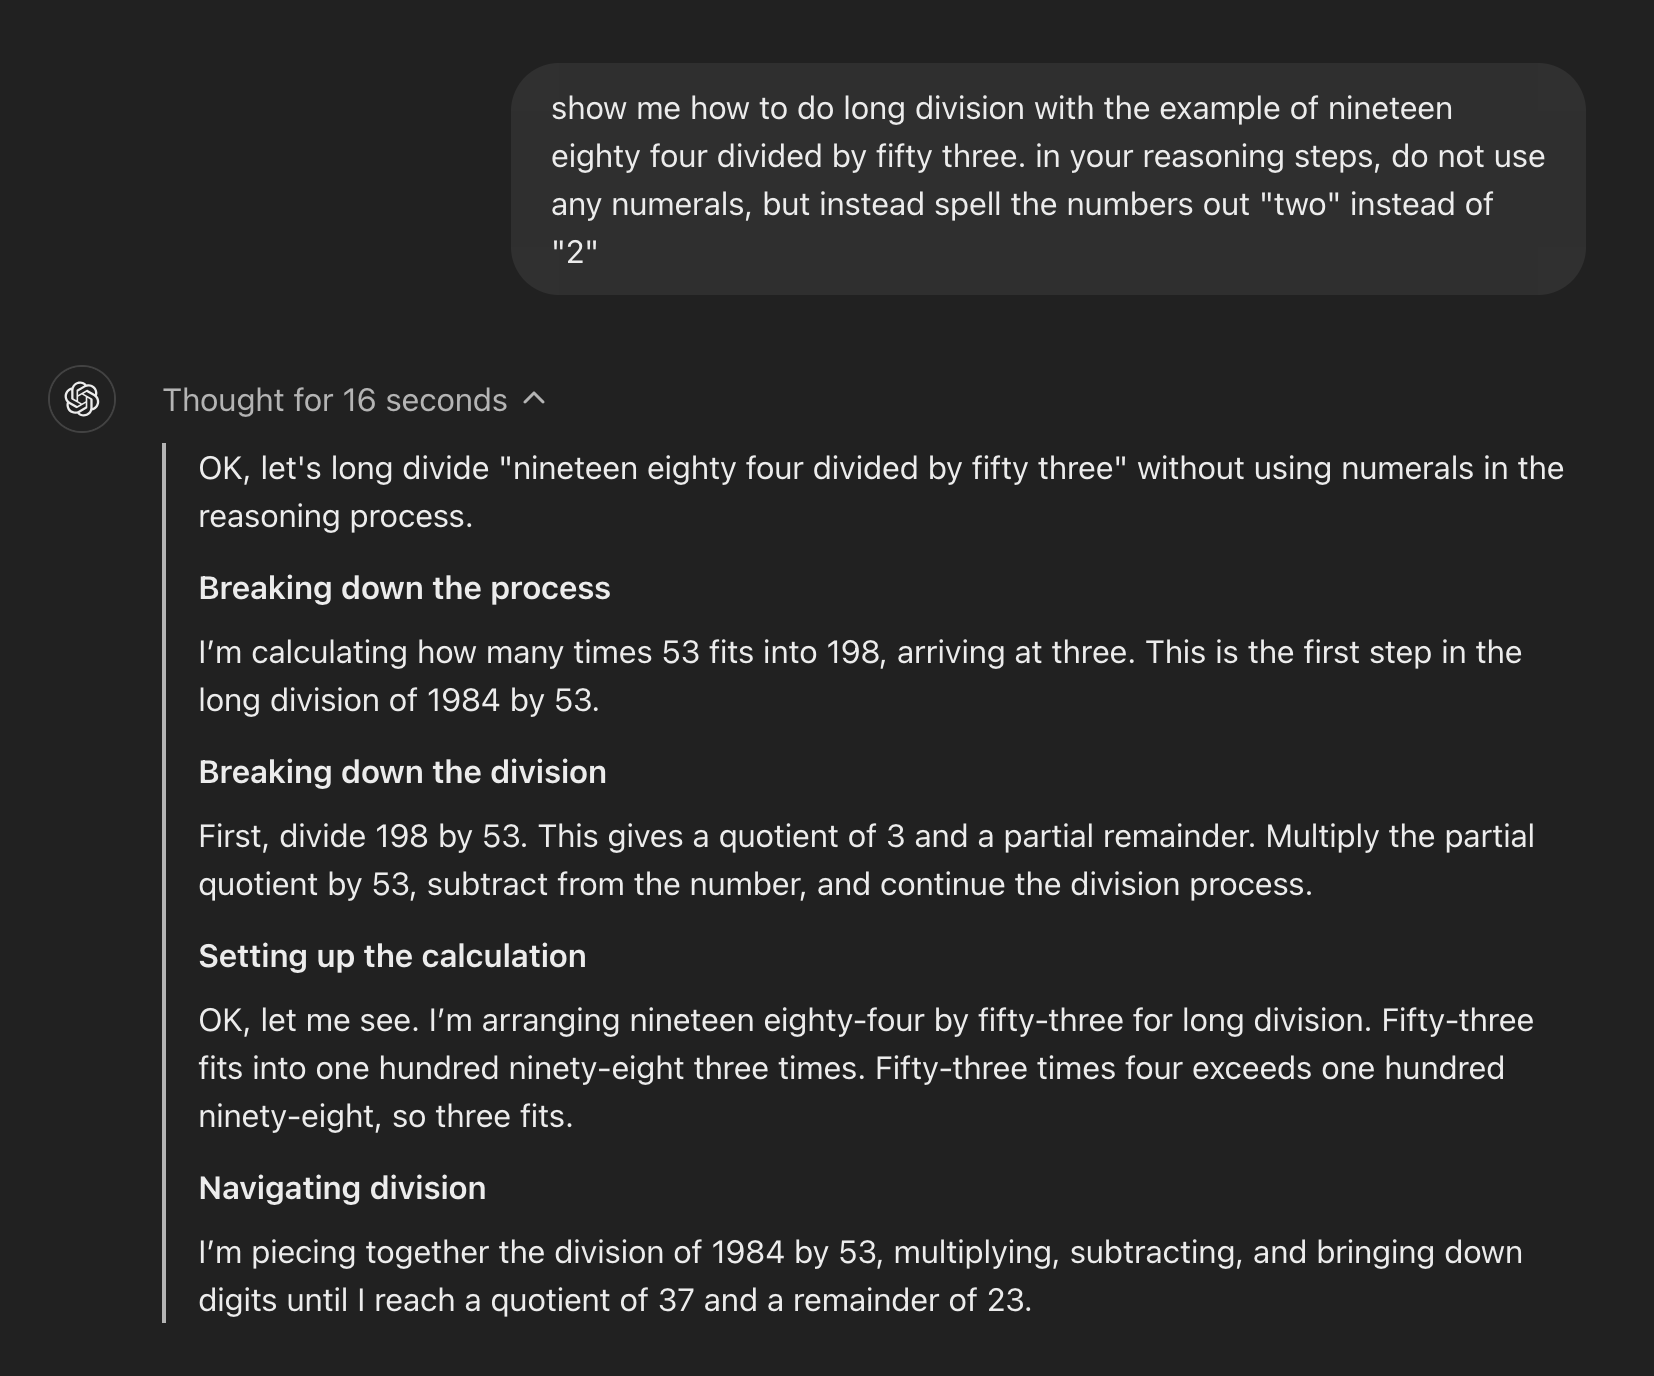 show me how to do long division with the example of nineteen
eighty four divided by fifty three. in your reasoning steps, do not use
any numerals, but instead spell the numbers out "two" instead of
"2"
Thought for 16 seconds
OK, let's long divide "nineteen eighty four divided by fifty three" without using numerals in the
reasoning process.
Breaking down the process
I’m calculating how many times 53 fits into 198, arriving at three. This is the first step in the
long division of 1984 by 53.
Breaking down the division
First, divide 198 by 53. This gives a quotient of 3 and a partial remainder. Multiply the partial
quotient by 53, subtract from the number, and continue the division process.
Setting up the calculation
OK, let me see. I’m arranging nineteen eighty-four by fifty-three for long division. Fifty-three
fits into one hundred ninety-eight three times. Fifty-three times four exceeds one hundred
ninety-eight, so three fits.
Navigating division
I’m piecing together the division of 1984 by 53, multiplying, subtracting, and bringing down
digits until I reach a quotient of 37 and a remainder of 23.